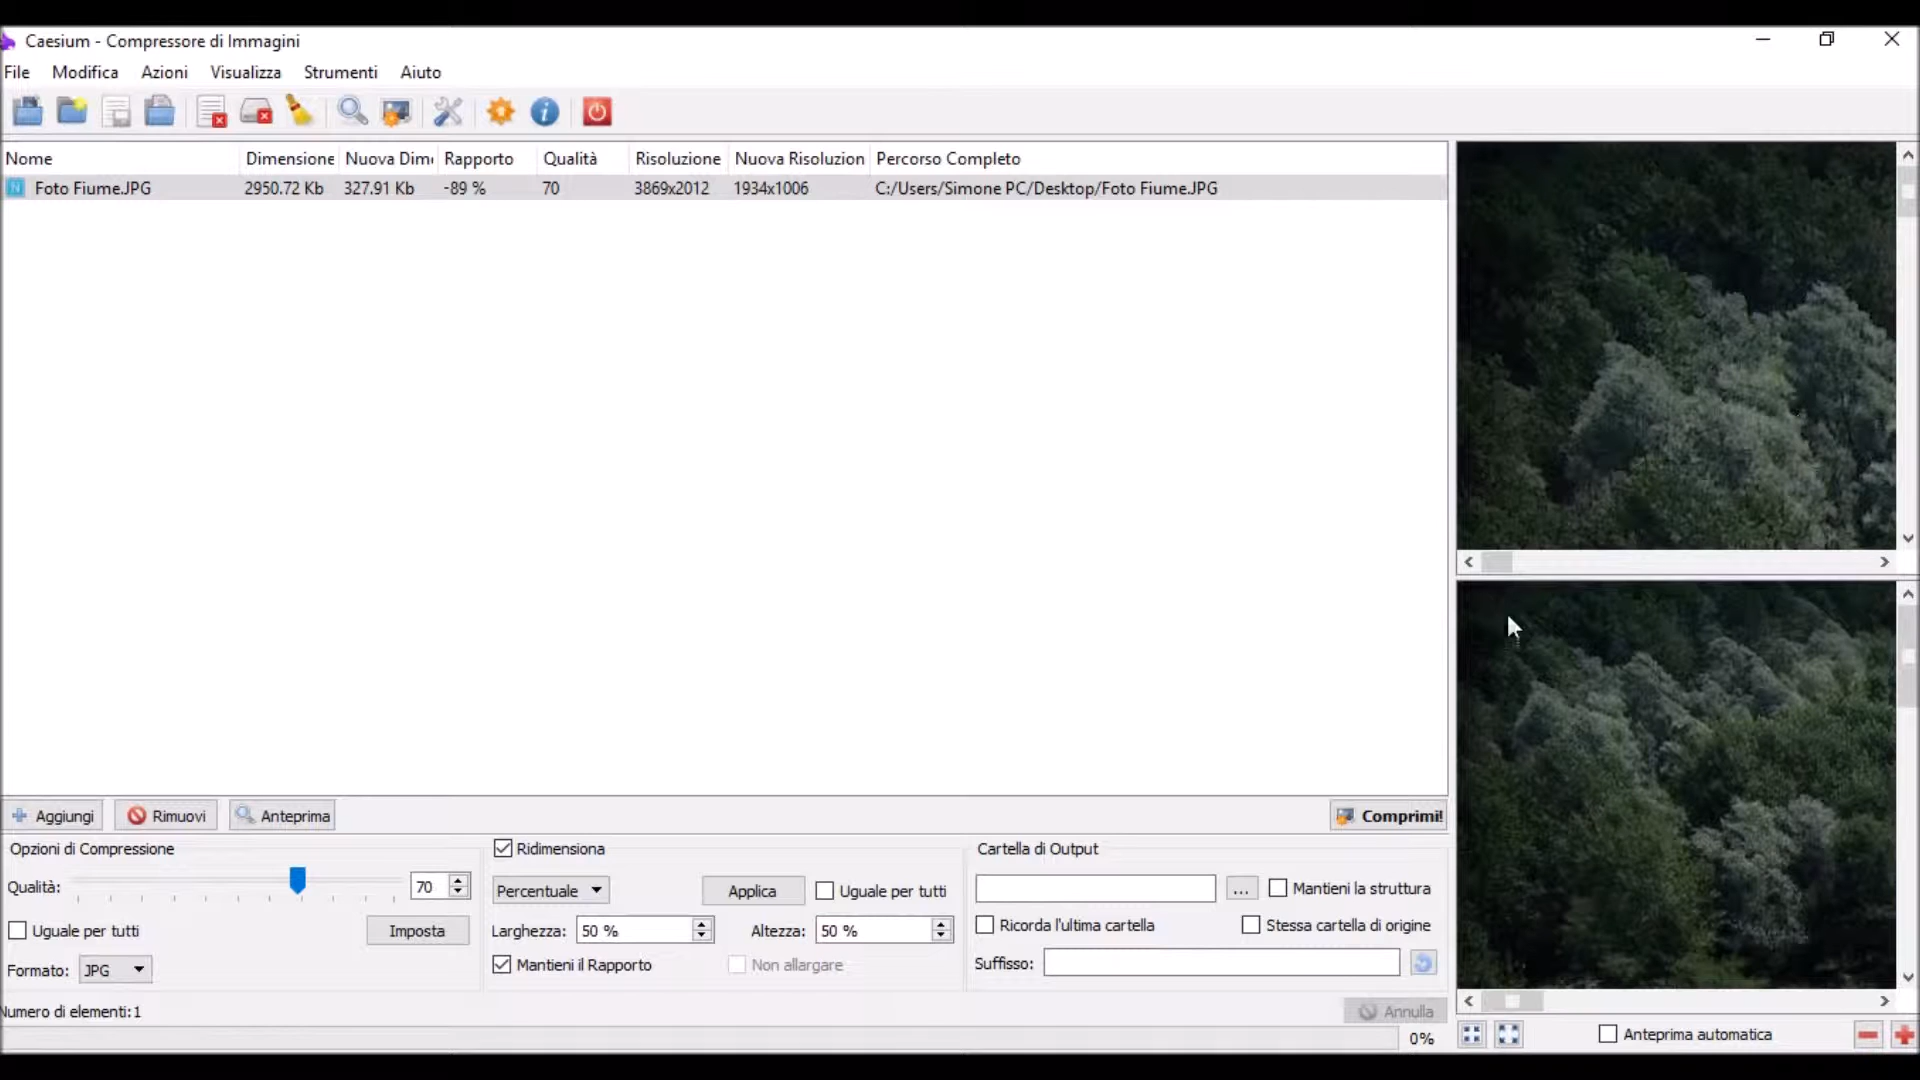 Caesium - Compressore di Immagini
File Modifica Azioni Visualizza Strumenti Aiuto
Nome Dimensione Nuova Dim Rapporto Qualità Risoluzione Nuova Risoluzion Percorso Completo
Foto Fiume.JPG 2950.72 Kb 327.91 Kb -89 % 70 3869x2012 1934x1006 C:/Users/Simone PC/Desktop/Foto Fiume.JPG
Aggiungi Rimuovi Anteprima Comprimi!
Opzioni di Compressione Ridimensiona Cartella di Output
Qualità: 70 Percentuale Applica Uguale per tutti ... Mantieni la struttura
Uguale per tutti Imposta Larghezza: 50 % Altezza: 50 % Ricorda l'ultima cartella Stessa cartella di origine
Formato: JPG Mantieni il Rapporto Non allargare Suffisso:
Numero di elementi:1 Annulla
0% Anteprima automatica